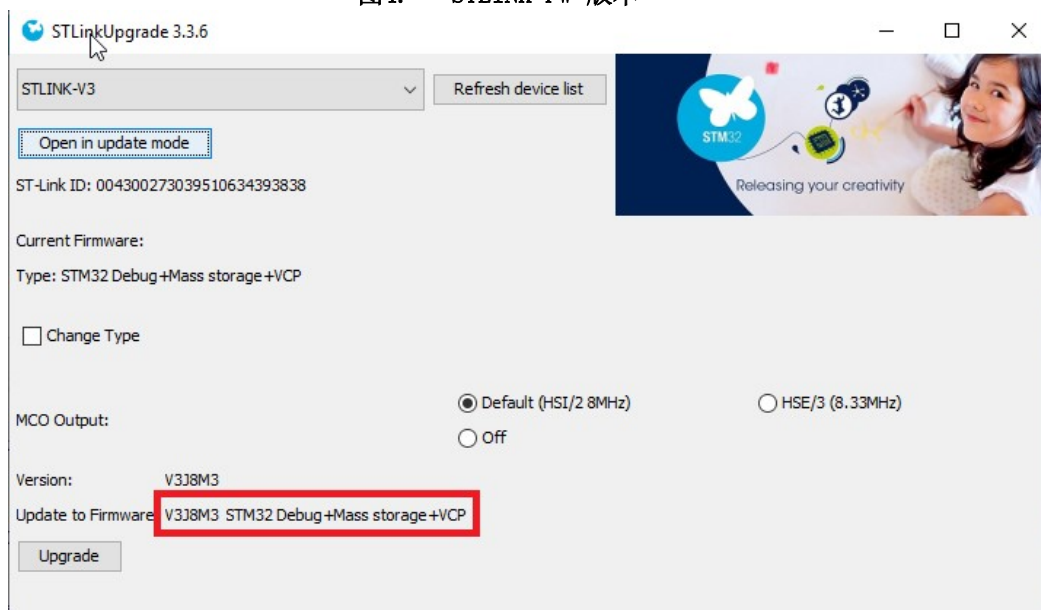 STLinkUpgrade 3.3.6
STLINK-V3
Refresh device list
Open in update mode
ST-Link ID: 004300273039510634393838
STM32
Releasing your creativity
Current Firmware:
Type: STM32 Debug+Mass storage+VCP
Change Type
MCO Output:
Default (HSI/2 8MHz)
HSE/3 (8.33MHz)
Off
Version: V3J8M3
Update to Firmware V3J8M3 STM32 Debug+Mass storage+VCP
Upgrade